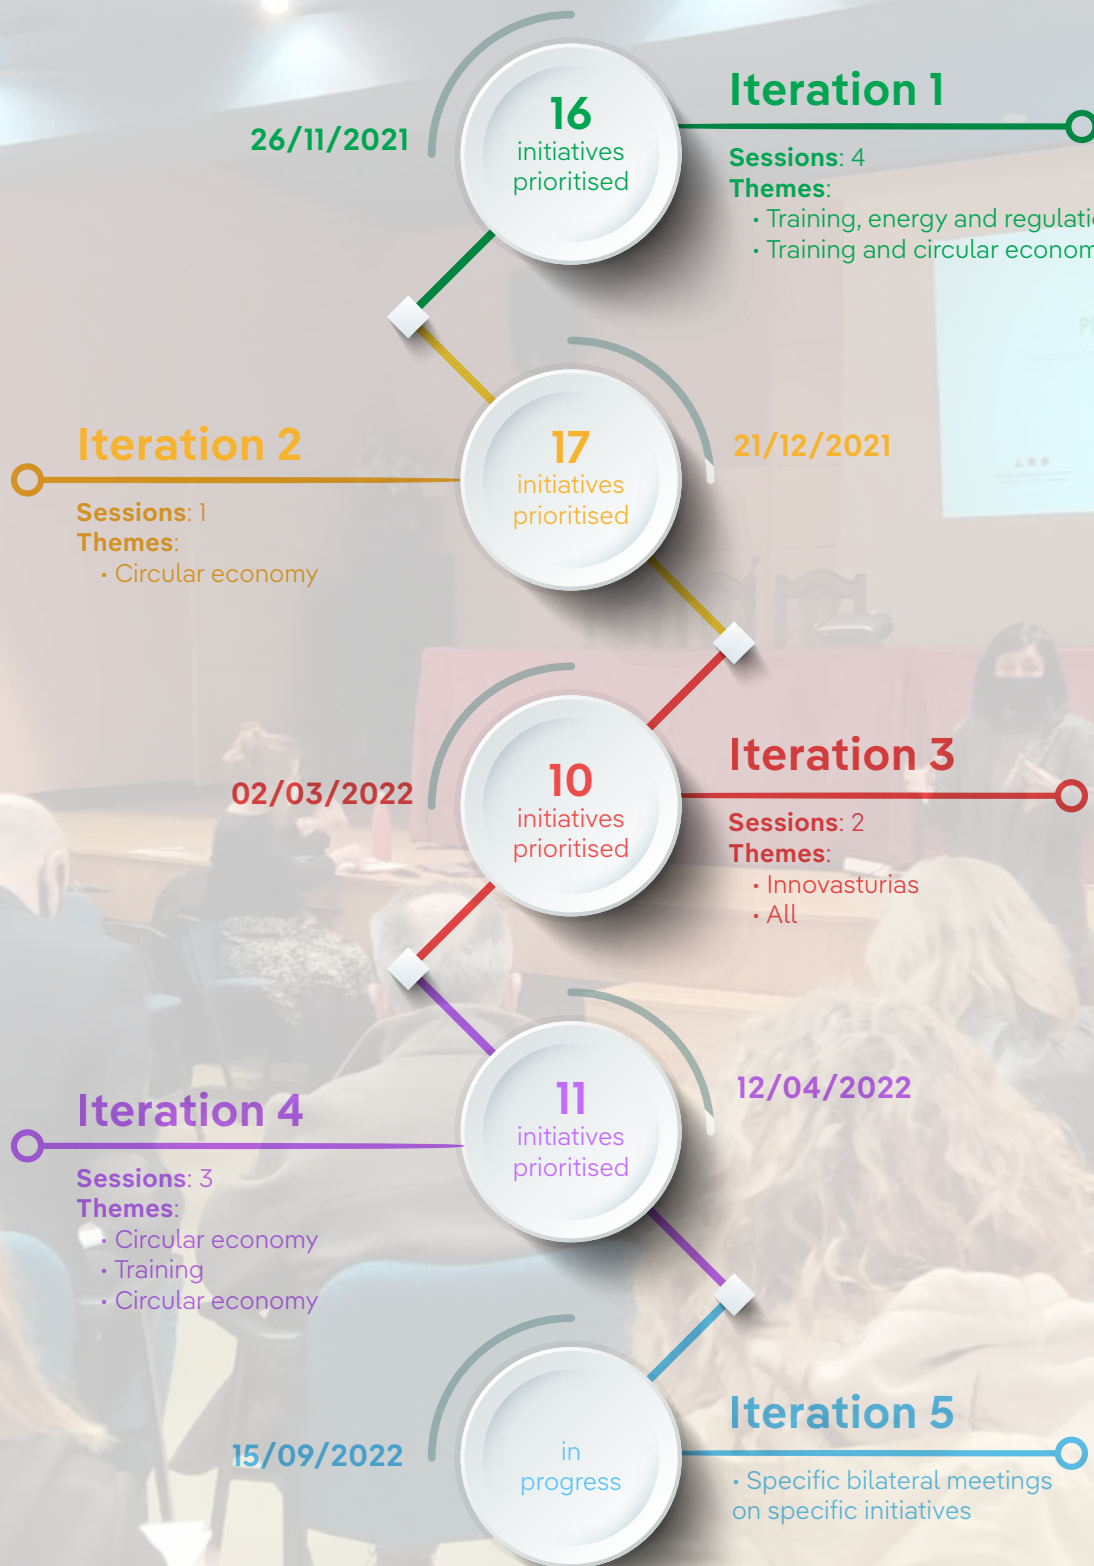 26/11/2021
16
initiatives
prioritised
Iteration 1
Sessions: 4
Themes:
• Training, energy and regulati
• Training and circular econom
Iteration 2
Sessions: 1
Themes:
• Circular economy
17
initiatives
prioritised
21/12/2021
02/03/2022
10
initiatives
prioritised
Iteration 3
Sessions: 2
Themes:
• Innovasturias
• All
Iteration 4
Sessions: 3
Themes:
• Circular economy
• Training
• Circular economy
11
initiatives
prioritised
12/04/2022
15/09/2022
in
progress
Iteration 5
• Specific bilateral meetings
on specific initiatives